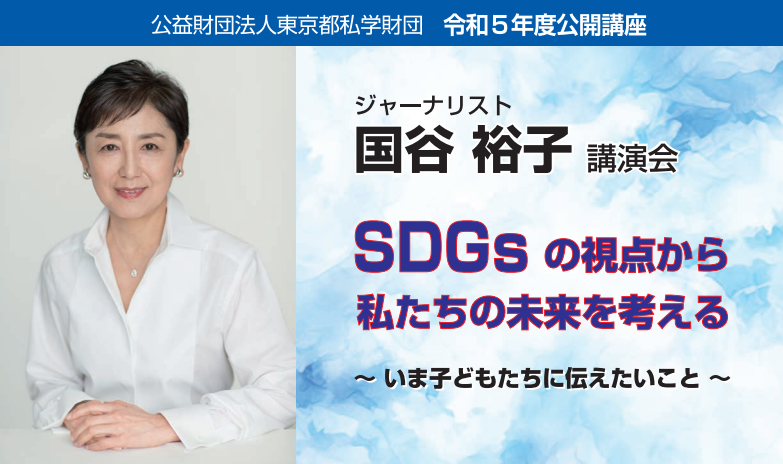 公益財団法人東京都私学財団　令和５年度公開講座
ジャーナリスト
国谷 裕子 講演会
SDGs の視点から
私たちの未来を考える
～ いま子どもたちに伝えたいこと ～